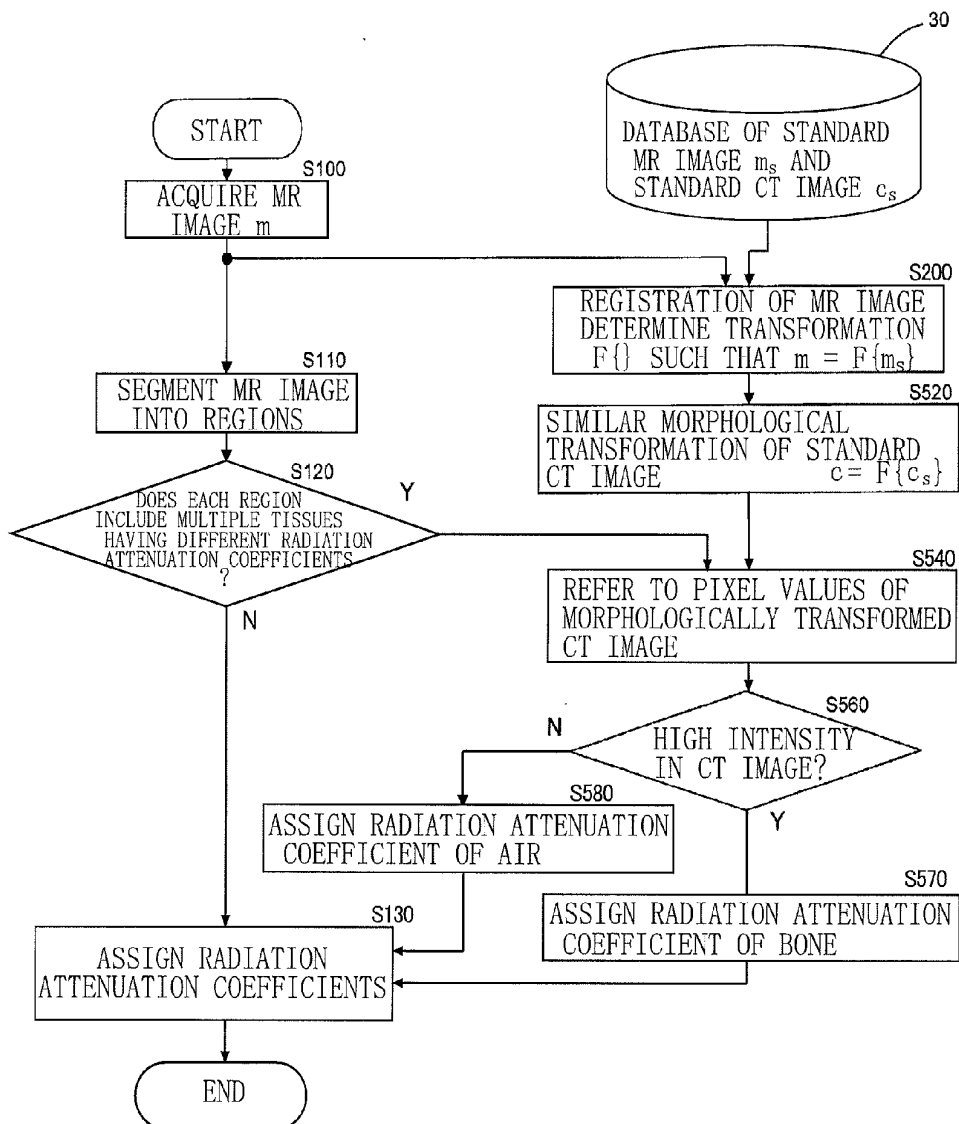 30
DATABASE OF STANDARD
MR IMAGE mₛ AND
STANDARD CT IMAGE cₛ
START
S100
ACQUIRE MR
IMAGE m
S200
REGISTRATION OF MR IMAGE
DETERMINE TRANSFORMATION
F{} SUCH THAT m = F{mₛ}
S110
SEGMENT MR IMAGE
INTO REGIONS
S520
SIMILAR MORPHOLOGICAL
TRANSFORMATION OF STANDARD
CT IMAGE c = F{cₛ}
S120
DOES EACH REGION
INCLUDE MULTIPLE TISSUES
HAVING DIFFERENT RADIATION
ATTENUATION COEFFICIENTS
?
Y
N
S540
REFER TO PIXEL VALUES OF
MORPHOLOGICALLY TRANSFORMED
CT IMAGE
S560
HIGH INTENSITY
IN CT IMAGE?
N
Y
S580
ASSIGN RADIATION ATTENUATION
COEFFICIENT OF AIR
S570
ASSIGN RADIATION ATTENUATION
COEFFICIENT OF BONE
S130
ASSIGN RADIATION
ATTENUATION COEFFICIENTS
END